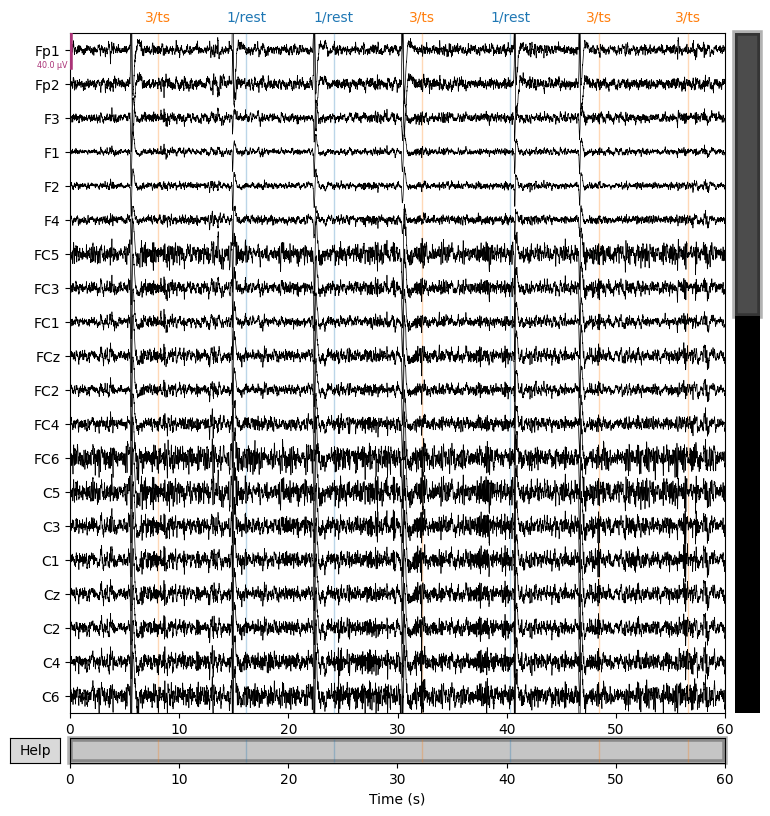 3/ts 1/rest 1/rest 3/ts 1/rest 3/ts 3/ts
Fp1
40.0 µV
Fp2
F3
F1
F2
F4
FC5
FC3
FC1
FCz
FC2
FC4
FC6
C5
C3
C1
Cz
C2
C4
C6
0 10 20 30 40 50 60
Help
0 10 20 30 40 50 60
Time (s)